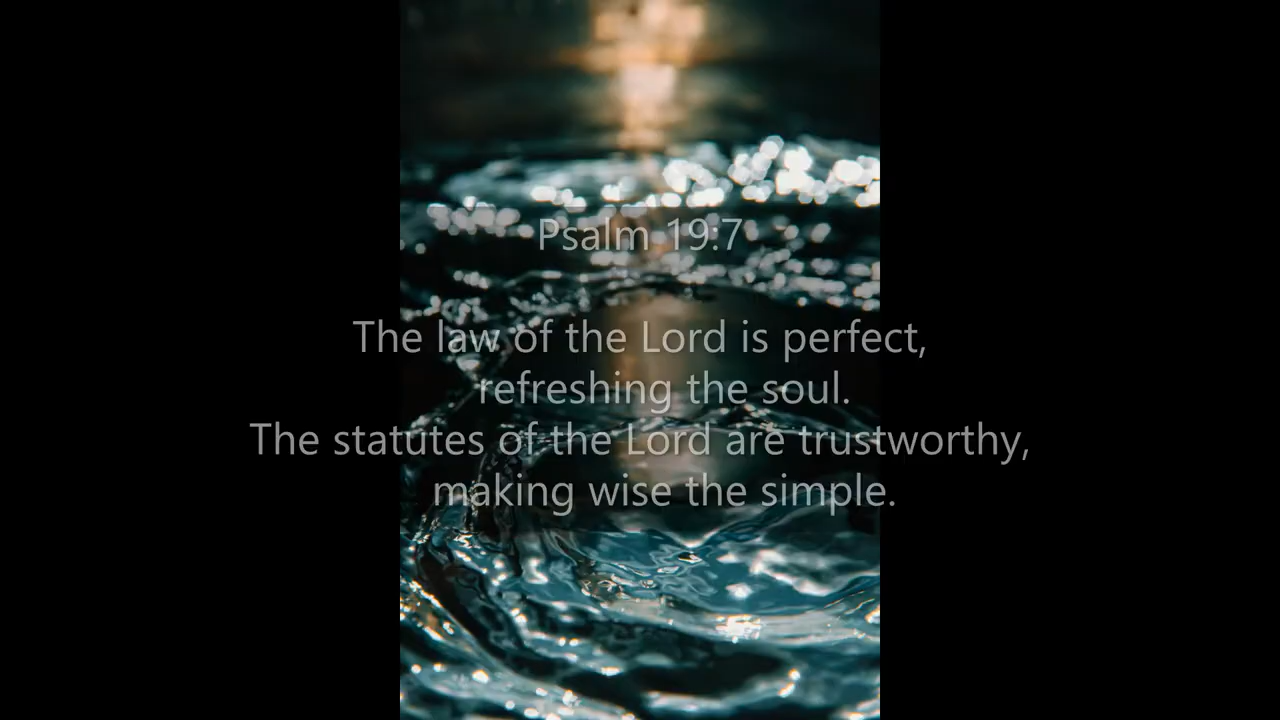 Psalm 19:7
The law of the Lord is perfect,
refreshing the soul.
The statutes of the Lord are trustworthy,
making wise the simple.